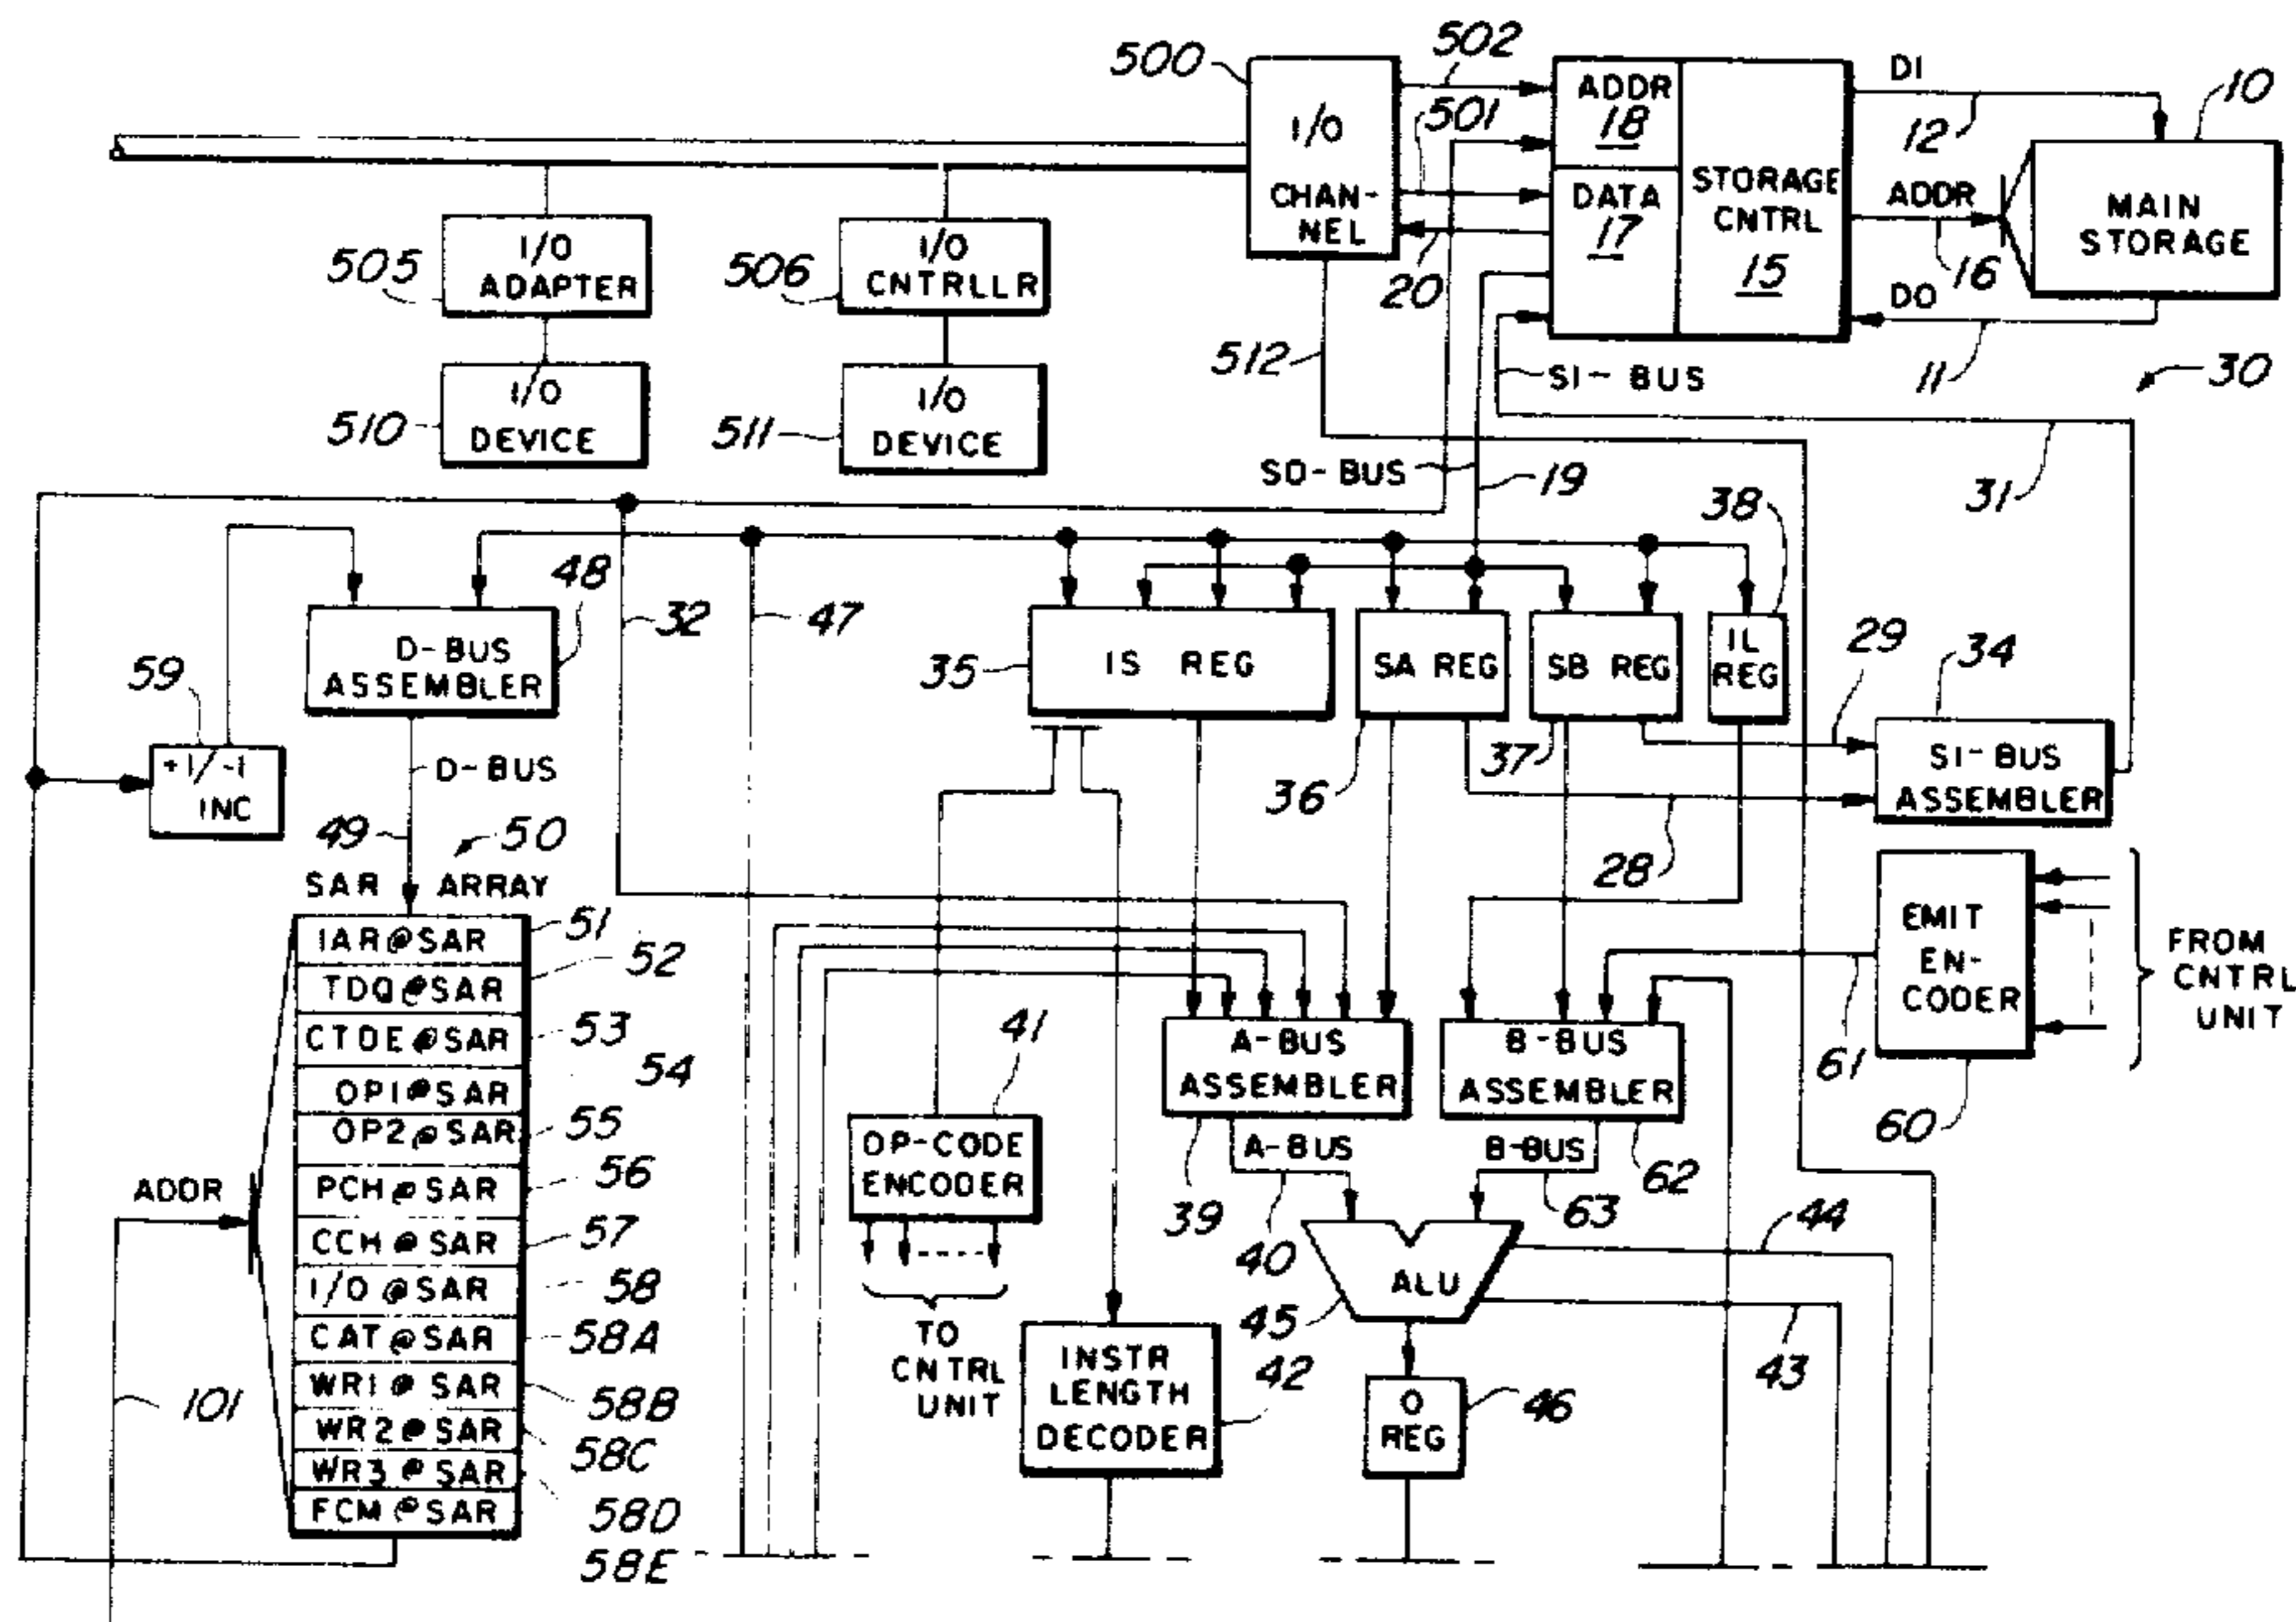 502
500
I/O
CHAN-
NEL
ADDR
18
501
DATA
17
STORAGE
CNTRL
15
DI
12
10
ADDR
16
MAIN
STORAGE
20
DO
11
30
505
I/O
ADAPTER
506
I/O
CNTRLLR
512
SI-BUS
510
I/O
DEVICE
511
I/O
DEVICE
SO-BUS
19
31
38
48
32
47
D-BUS
ASSEMBLER
59
+1/-1
INC
35
IS REG
SA REG
SB REG
IL
REG
29
34
36
37
SI-BUS
ASSEMBLER
28
D-BUS
49
50
SAR ARRAY
IAR@SAR
51
TDQ@SAR
52
CTDE@SAR
53
OP1@SAR
54
OP2@SAR
55
PCH@SAR
56
CCH@SAR
57
I/O@SAR
58
CAT@SAR
58A
WR1@SAR
58B
WR2@SAR
58C
WR3@SAR
58D
FCM@SAR
58E
ADDR
101
41
OP-CODE
ENCODER
TO
CNTRL
UNIT
INSTR
LENGTH
DECODER
42
A-BUS
ASSEMBLER
B-BUS
ASSEMBLER
EMIT
EN-
CODER
FROM
CNTRL
UNIT
61
60
A-BUS
B-BUS
39
40
63
62
ALU
45
44
43
O
REG
46